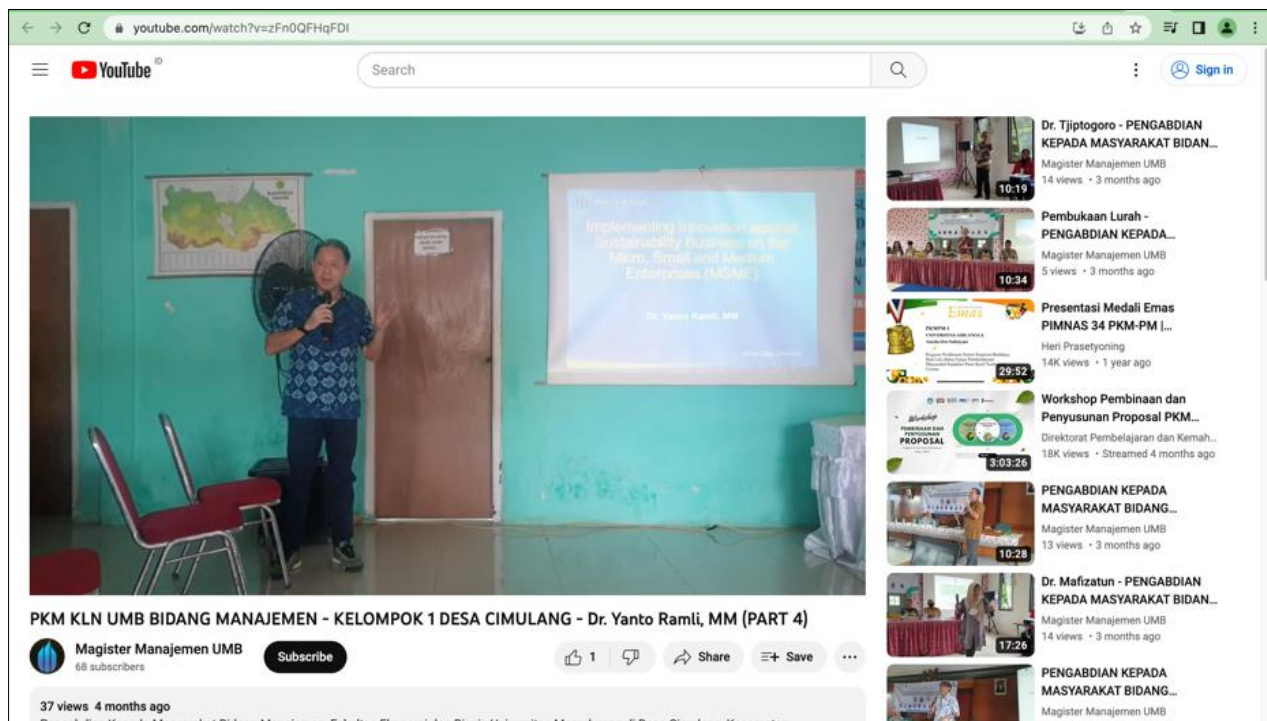 youtube.com/watch?v=zFn0QFHqFDI
YouTube ID
Search
Sign in
Implementing Innovation against
Sustainability Business on the
Micro, Small and Medium
Enterprises (MSME)
Dr. Yanto Ramli, MM
PKM KLN UMB BIDANG MANAJEMEN - KELOMPOK 1 DESA CIMULANG - Dr. Yanto Ramli, MM (PART 4)
Magister Manajemen UMB
68 subscribers
Subscribe
1
Share
Save
37 views 4 months ago
Dr. Tjiptogoro - PENGABDIAN
KEPADA MASYARAKAT BIDAN...
Magister Manajemen UMB
14 views • 3 months ago
10:19
Pembukaan Lurah -
PENGABDIAN KEPADA...
Magister Manajemen UMB
5 views • 3 months ago
10:34
Presentasi Medali Emas
PIMNAS 34 PKM-PM |...
Heri Prasetyoning
14K views • 1 year ago
Emas
29:52
Workshop Pembinaan dan
Penyusunan Proposal PKM...
Direktorat Pembelajaran dan Kemah...
18K views • Streamed 4 months ago
Workshop
PROPOSAL
3:03:26
PENGABDIAN KEPADA
MASYARAKAT BIDANG...
Magister Manajemen UMB
13 views • 3 months ago
10:28
Dr. Mafizatun - PENGABDIAN
KEPADA MASYARAKAT BIDAN...
Magister Manajemen UMB
14 views • 3 months ago
17:26
PENGABDIAN KEPADA
MASYARAKAT BIDANG...
Magister Manajemen UMB